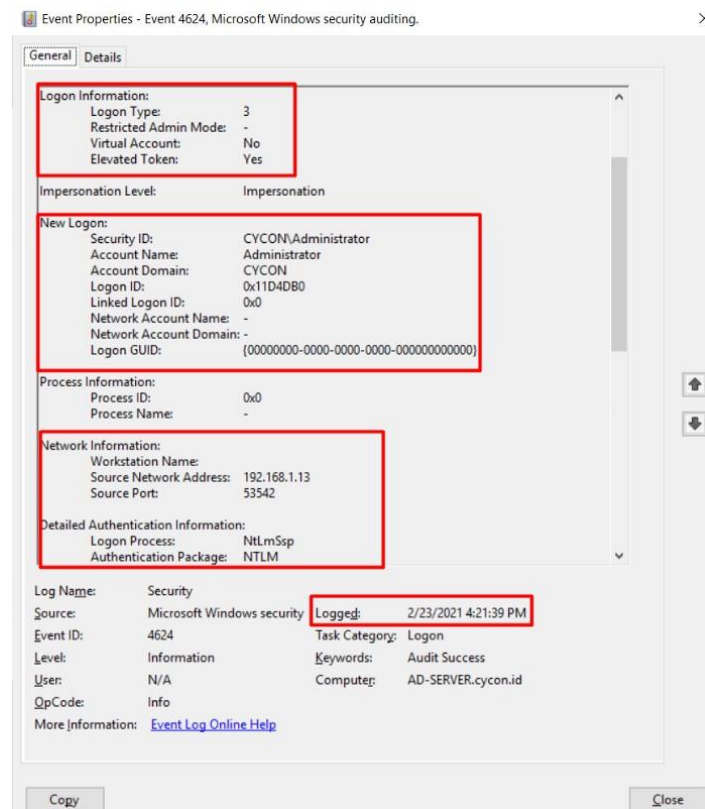 Event Properties - Event 4624, Microsoft Windows security auditing.
General Details
Logon Information:
Logon Type: 3
Restricted Admin Mode: -
Virtual Account: No
Elevated Token: Yes
Impersonation Level: Impersonation
New Logon:
Security ID: CYCON\Administrator
Account Name: Administrator
Account Domain: CYCON
Logon ID: 0x11D4DB0
Linked Logon ID: 0x0
Network Account Name: -
Network Account Domain: -
Logon GUID: {00000000-0000-0000-0000-000000000000}
Process Information:
Process ID: 0x0
Process Name: -
Network Information:
Workstation Name:
Source Network Address: 192.168.1.13
Source Port: 53542
Detailed Authentication Information:
Logon Process: NtLmSsp
Authentication Package: NTLM
Log Name: Security
Source: Microsoft Windows security Logged: 2/23/2021 4:21:39 PM
Event ID: 4624 Task Category: Logon
Level: Information Keywords: Audit Success
User: N/A Computer: AD-SERVER.cycon.id
OpCode: Info
More Information: Event Log Online Help
Copy Close